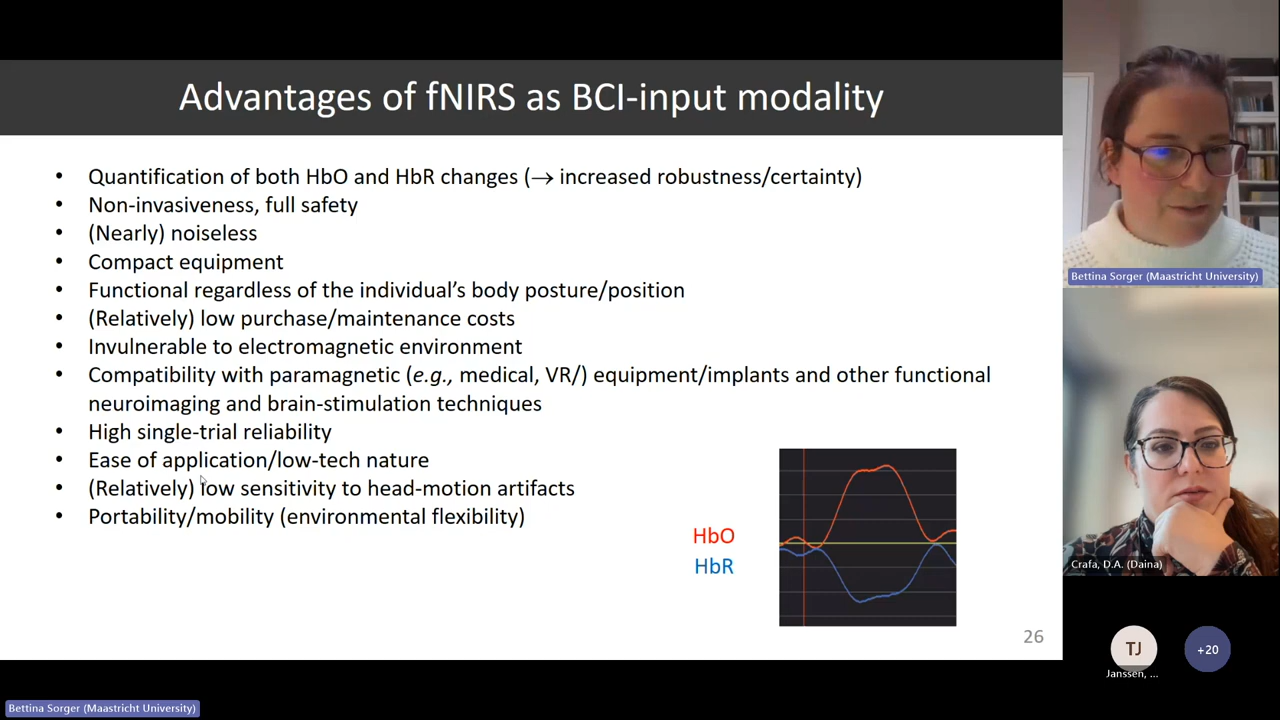 Advantages of fNIRS as BCI-input modality
• Quantification of both HbO and HbR changes (→ increased robustness/certainty)
• Non-invasiveness, full safety
• (Nearly) noiseless
• Compact equipment
• Functional regardless of the individual's body posture/position
• (Relatively) low purchase/maintenance costs
• Invulnerable to electromagnetic environment
• Compatibility with paramagnetic (e.g., medical, VR/) equipment/implants and other functional
neuroimaging and brain-stimulation techniques
• High single-trial reliability
• Ease of application/low-tech nature
• (Relatively) low sensitivity to head-motion artifacts
• Portability/mobility (environmental flexibility)
HbO
HbR
26
Bettina Sorger (Maastricht University)
Crafa, D.A. (Daina)
TJ
+20
Janssen, ...
Bettina Sorger (Maastricht University)